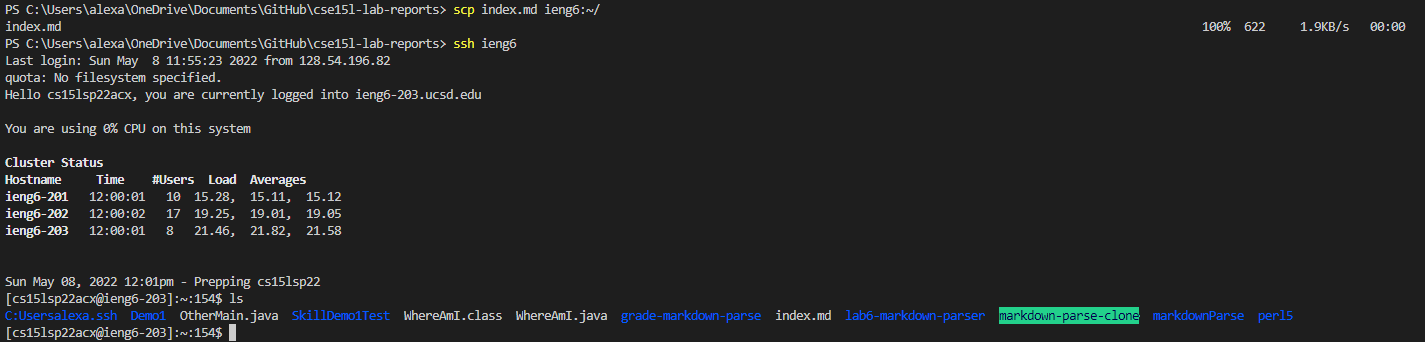 PS C:\Users\alexa\OneDrive\Documents\GitHub\cse15l-lab-reports> scp index.md ieng6:~/
index.md 100% 622 1.9KB/s 00:00
PS C:\Users\alexa\OneDrive\Documents\GitHub\cse15l-lab-reports> ssh ieng6
Last login: Sun May  8 11:55:23 2022 from 128.54.196.82
quota: No filesystem specified.
Hello cs15lsp22acx, you are currently logged into ieng6-203.ucsd.edu
You are using 0% CPU on this system
Cluster Status
Hostname     Time    #Users  Load  Averages
ieng6-201   12:00:01   10  15.28,  15.11,  15.12
ieng6-202   12:00:02   17  19.25,  19.01,  19.05
ieng6-203   12:00:01   8   21.46,  21.82,  21.58
Sun May 08, 2022 12:01pm - Prepping cs15lsp22
[cs15lsp22acx@ieng6-203]:~:154$ ls
C:Usersalexa.ssh  Demo1  OtherMain.java  SkillDemo1Test  WhereAmI.class  WhereAmI.java  grade-markdown-parse  index.md  lab6-markdown-parser  markdown-parse-clone  markdownParse  perl5
[cs15lsp22acx@ieng6-203]:~:154$